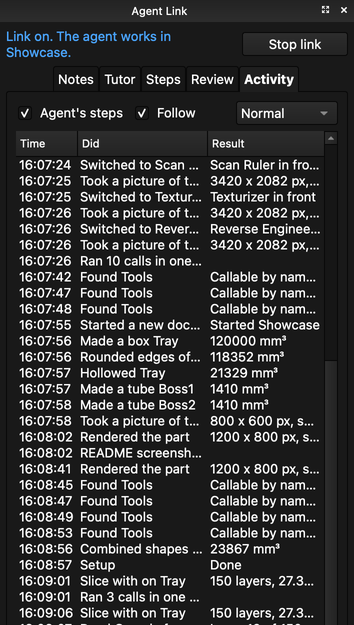 Agent Link
Link on. The agent works in Showcase.
Stop link
Notes Tutor Steps Review Activity
Agent's steps Follow Normal
Time Did Result
16:07:24 Switched to Scan ... Scan Ruler in fro...
16:07:25 Took a picture of t... 3420 x 2082 px,...
16:07:25 Switched to Textur... Texturizer in front
16:07:26 Took a picture of t... 3420 x 2082 px,...
16:07:26 Switched to Rever... Reverse Enginee...
16:07:26 Took a picture of t... 3420 x 2082 px,...
16:07:26 Ran 10 calls in one...
16:07:42 Found Tools Callable by nam...
16:07:47 Found Tools Callable by nam...
16:07:48 Found Tools Callable by nam...
16:07:55 Started a new doc... Started Showcase
16:07:56 Made a box Tray 120000 mm³
16:07:56 Rounded edges of... 118352 mm³
16:07:57 Hollowed Tray 21329 mm³
16:07:57 Made a tube Boss1 1410 mm³
16:07:58 Made a tube Boss2 1410 mm³
16:07:58 Took a picture of t... 800 x 600 px, s...
16:08:02 Rendered the part 1200 x 800 px, s...
16:08:02 README screensh...
16:08:41 Rendered the part 1200 x 800 px, s...
16:08:45 Found Tools Callable by nam...
16:08:47 Found Tools Callable by nam...
16:08:49 Found Tools Callable by nam...
16:08:53 Found Tools Callable by nam...
16:08:56 Combined shapes ... 23867 mm³
16:08:57 Setup Done
16:09:01 Slice with on Tray 150 layers, 27.3...
16:09:01 Ran 3 calls in one ...
16:09:06 Slice with on Tray 150 layers, 27.3...